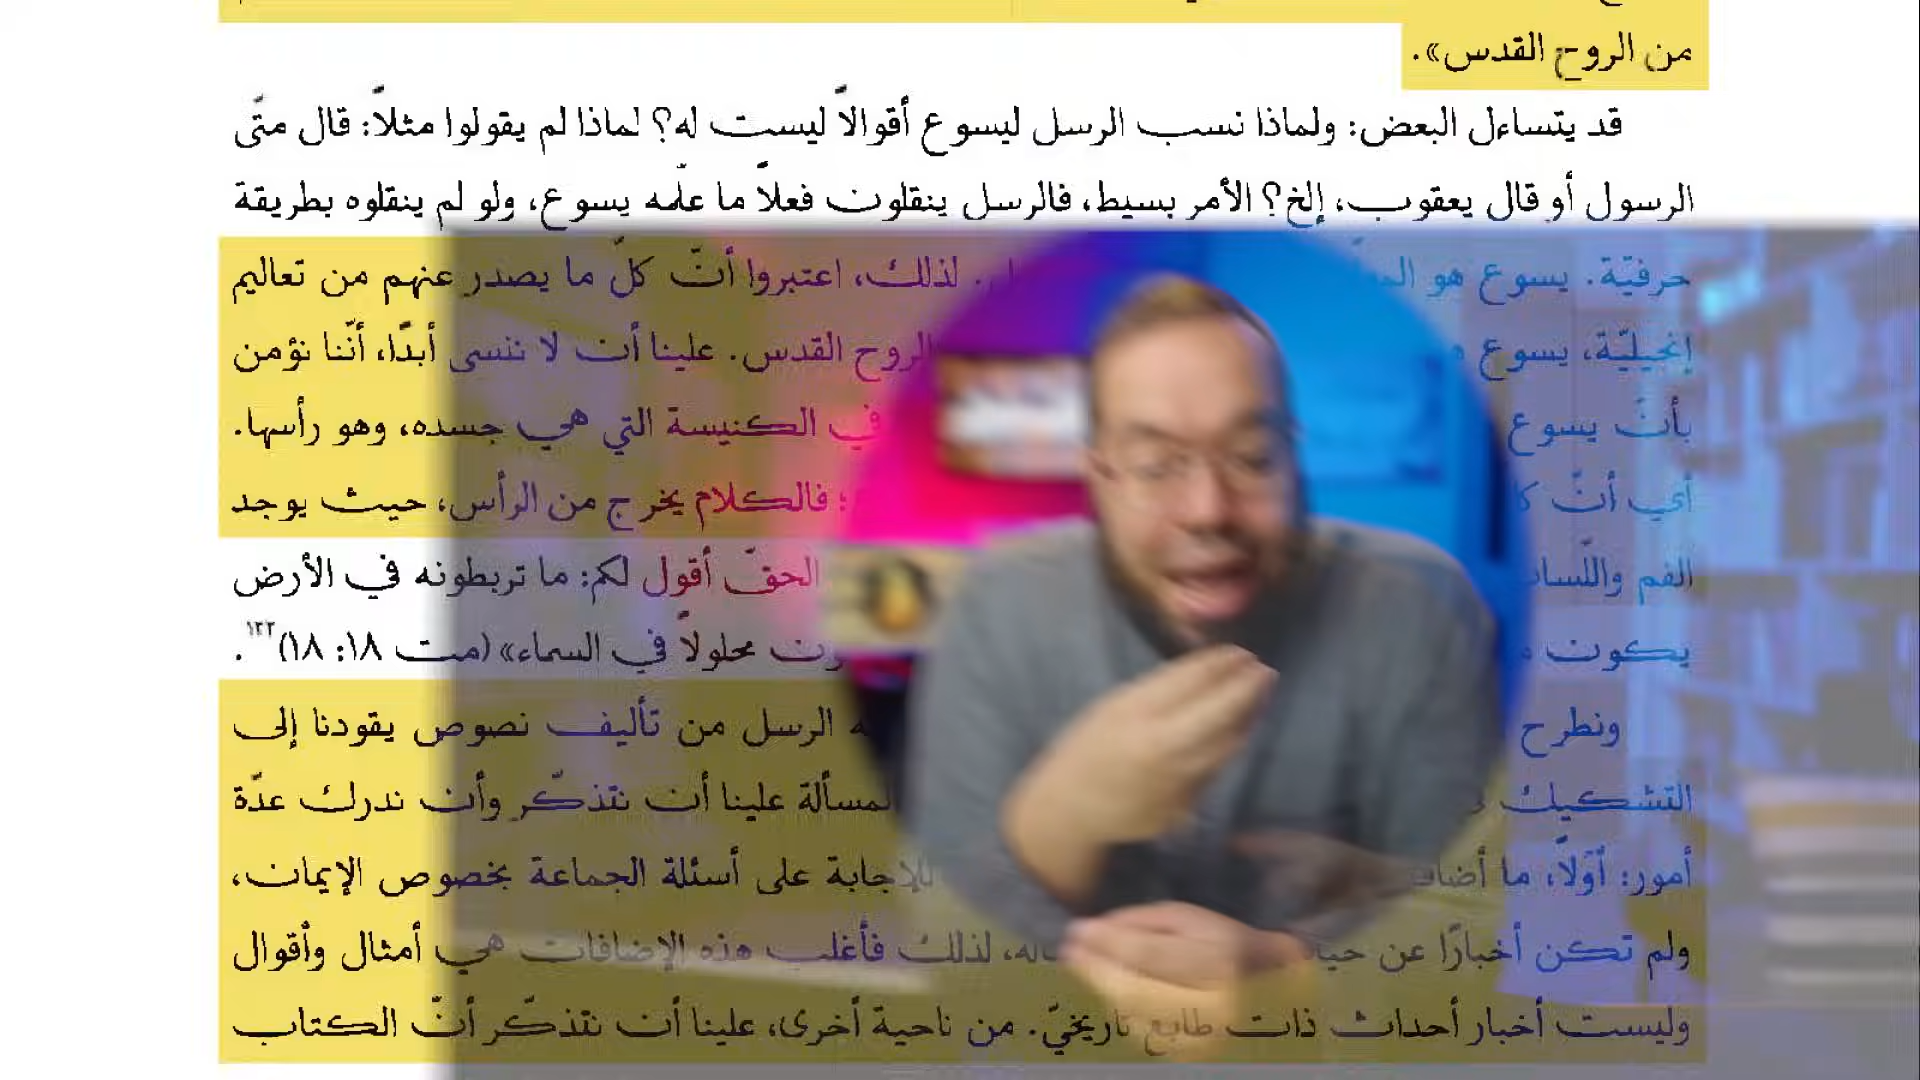 من الروح القدس».
قد يتساءل البعض: ولماذا نسب الرسل ليسوع أقوالاً ليست له؟ لماذا لم يقولوا مثلاً: قال متّى
الرسول أو قال يعقوب، إلخ؟ الأمر بسيط، فالرسل ينقلون فعلاً ما علّمه يسوع، ولو لم ينقلوه بطريقة
حرفيّة. يسوع هو لذلك، اعتبروا أنّ كلّ ما يصدر عنهم من تعاليم
إنجيليّة، يسوع الروح القدس. علينا أن لا ننسى أبدًا، أنّنا نؤمن
بأنّ يسوع في الكنيسة التي هي جسده، وهو رأسها.
أي أنّ ؛ فالكلام يخرج من الرأس، حيث يوجد
الفم الحقّ أقول لكم: ما تربطونه في الأرض
يكون محلولاً في السماء» (مت ١٨: ١٨)١٢٢.
ونطرح الرسل من تأليف نصوص يقودنا إلى
التشكيك علينا أن نتذكّر وأن ندرك عدّة
أمور: أوّلاً، ما للإجابة على أسئلة الجماعة بخصوص الإيمان،
ولم تكن أخبارًا عن لذلك فأغلب هذه الإضافات هي أمثال وأقوال
وليست أخبار أحداث ذات طابع تاريخيّ. من ناحية أخرى، علينا أن نتذكّر أنّ الكتاب